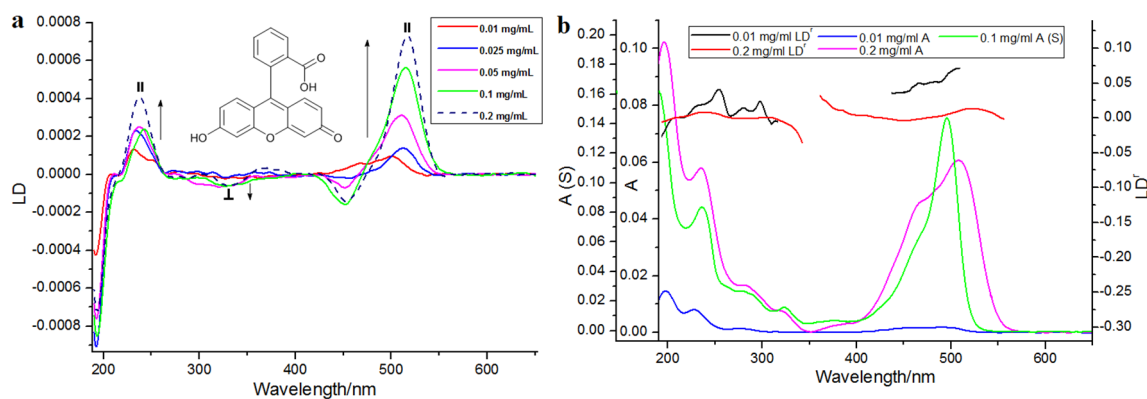 a
0.0008
0.0006
0.0004
0.0002
0.0000
-0.0002
-0.0004
-0.0006
-0.0008
LD
200 300 400 500 600
Wavelength/nm
II
II
⊥
OH
O
HO
O
O
0.01 mg/mL
0.025 mg/mL
0.05 mg/mL
0.1 mg/mL
0.2 mg/mL
b
0.01 mg/ml LDʳ
0.01 mg/ml A
0.1 mg/ml A (S)
0.2 mg/ml LDʳ
0.2 mg/ml A
0.20
0.18
0.16
0.14
0.12
0.10
0.08
0.06
0.04
0.02
0.00
A (S)
0.10
0.08
0.06
0.04
0.02
0.00
A
0.10
0.05
0.00
-0.05
-0.10
-0.15
-0.20
-0.25
-0.30
LDʳ
200 300 400 500 600
Wavelength/nm